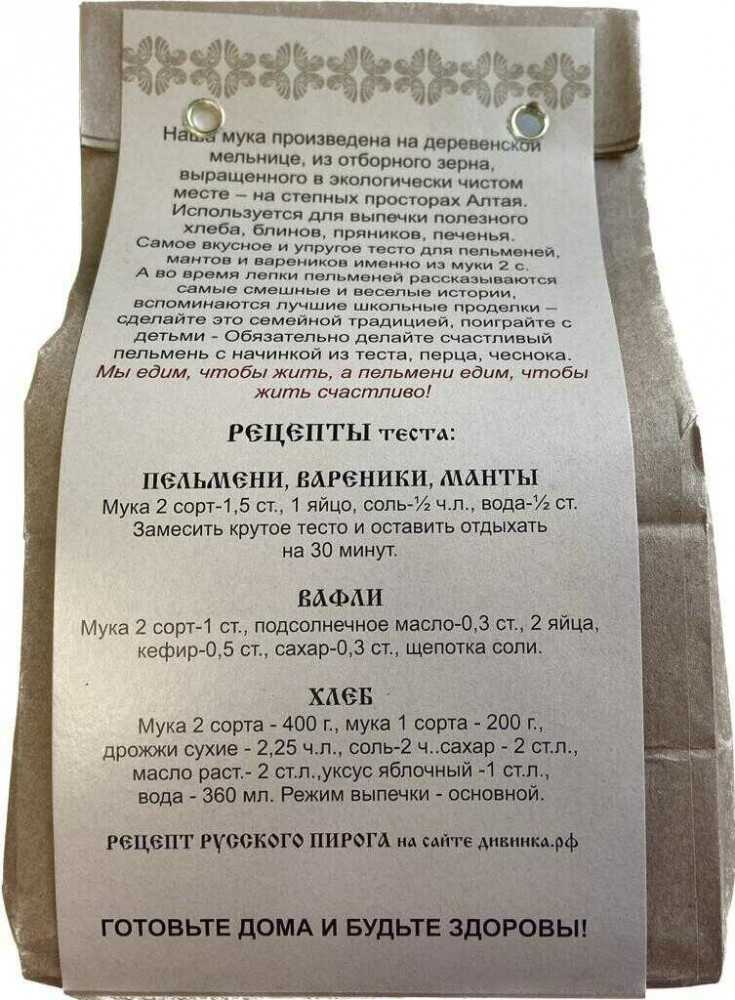 Наша мука произведена на деревенской
мельнице, из отборного зерна,
выращенного в экологически чистом
месте – на степных просторах Алтая.
Используется для выпечки полезного
хлеба, блинов, пряников, печенья.
Самое вкусное и упругое тесто для пельменей,
мантов и вареников именно из муки 2 с.
А во время лепки пельменей рассказываются
самые смешные и веселые истории,
вспоминаются лучшие школьные проделки –
сделайте это семейной традицией, поиграйте с
детьми - Обязательно делайте счастливый
пельмень с начинкой из теста, перца, чеснока.
Мы едим, чтобы жить, а пельмени едим, чтобы
жить счастливо!
РЕЦЕПТЫ теста:
ПЕЛЬМЕНИ, ВАРЕНИКИ, МАНТЫ
Мука 2 сорт-1,5 ст., 1 яйцо, соль-½ ч.л., вода-½ ст.
Замесить крутое тесто и оставить отдыхать
на 30 минут.
ВАФЛИ
Мука 2 сорт-1 ст., подсолнечное масло-0,3 ст., 2 яйца,
кефир-0,5 ст., сахар-0,3 ст., щепотка соли.
ХЛЕБ
Мука 2 сорта - 400 г., мука 1 сорта - 200 г.,
дрожжи сухие - 2,25 ч.л., соль-2 ч..сахар - 2 ст.л.,
масло раст.- 2 ст.л.,уксус яблочный -1 ст.л.,
вода - 360 мл. Режим выпечки - основной.
РЕЦЕПТ РУССКОГО ПИРОГА на сайте дивинка.рф
ГОТОВЬТЕ ДОМА И БУДЬТЕ ЗДОРОВЫ!